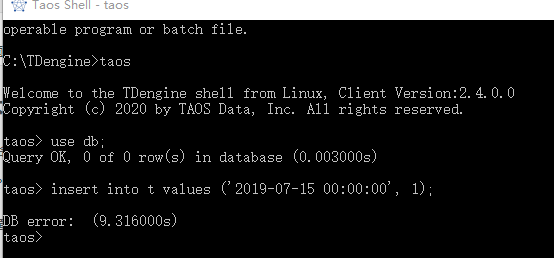 Taos Shell - taos
operable program or batch file.
C:\TDengine>taos
Welcome to the TDengine shell from Linux, Client Version:2.4.0.0
Copyright (c) 2020 by TAOS Data, Inc. All rights reserved.
taos> use db;
Query OK, 0 of 0 row(s) in database (0.003000s)
taos> insert into t values ('2019-07-15 00:00:00', 1);
DB error:  (9.316000s)
taos>